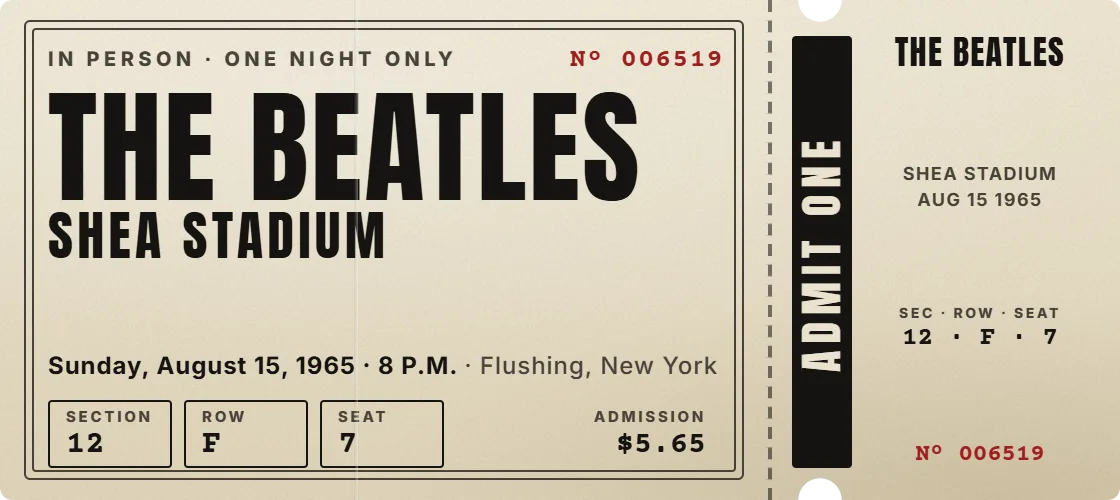 IN PERSON · ONE NIGHT ONLY
Nº 006519
THE BEATLES
SHEA STADIUM
Sunday, August 15, 1965 · 8 P.M. · Flushing, New York
SECTION
12
ROW
F
SEAT
7
ADMISSION
$5.65
ADMIT ONE
THE BEATLES
SHEA STADIUM
AUG 15 1965
SEC · ROW · SEAT
12 · F · 7
Nº 006519